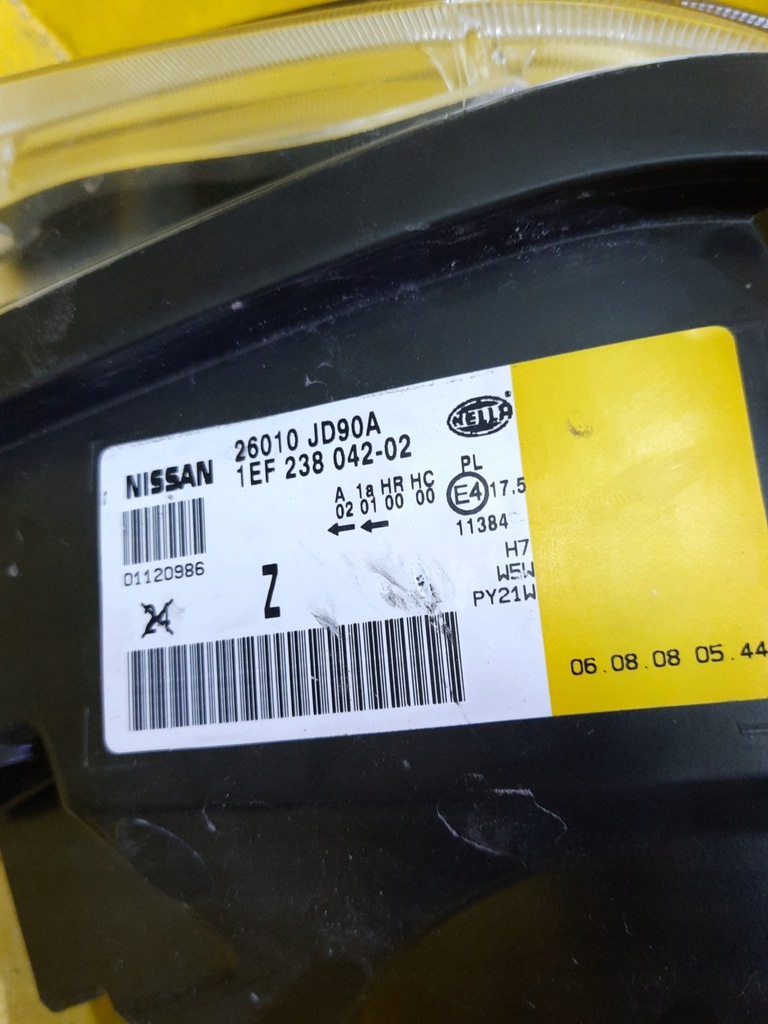 26010 JD90A
NISSAN 1EF 238 042-02
HELLA
A 1a HR HC
02 01 00 00
PL
E4 17.5
11384
01120986
H7
W5W
PY21W
24
Z
06.08.08 05.44